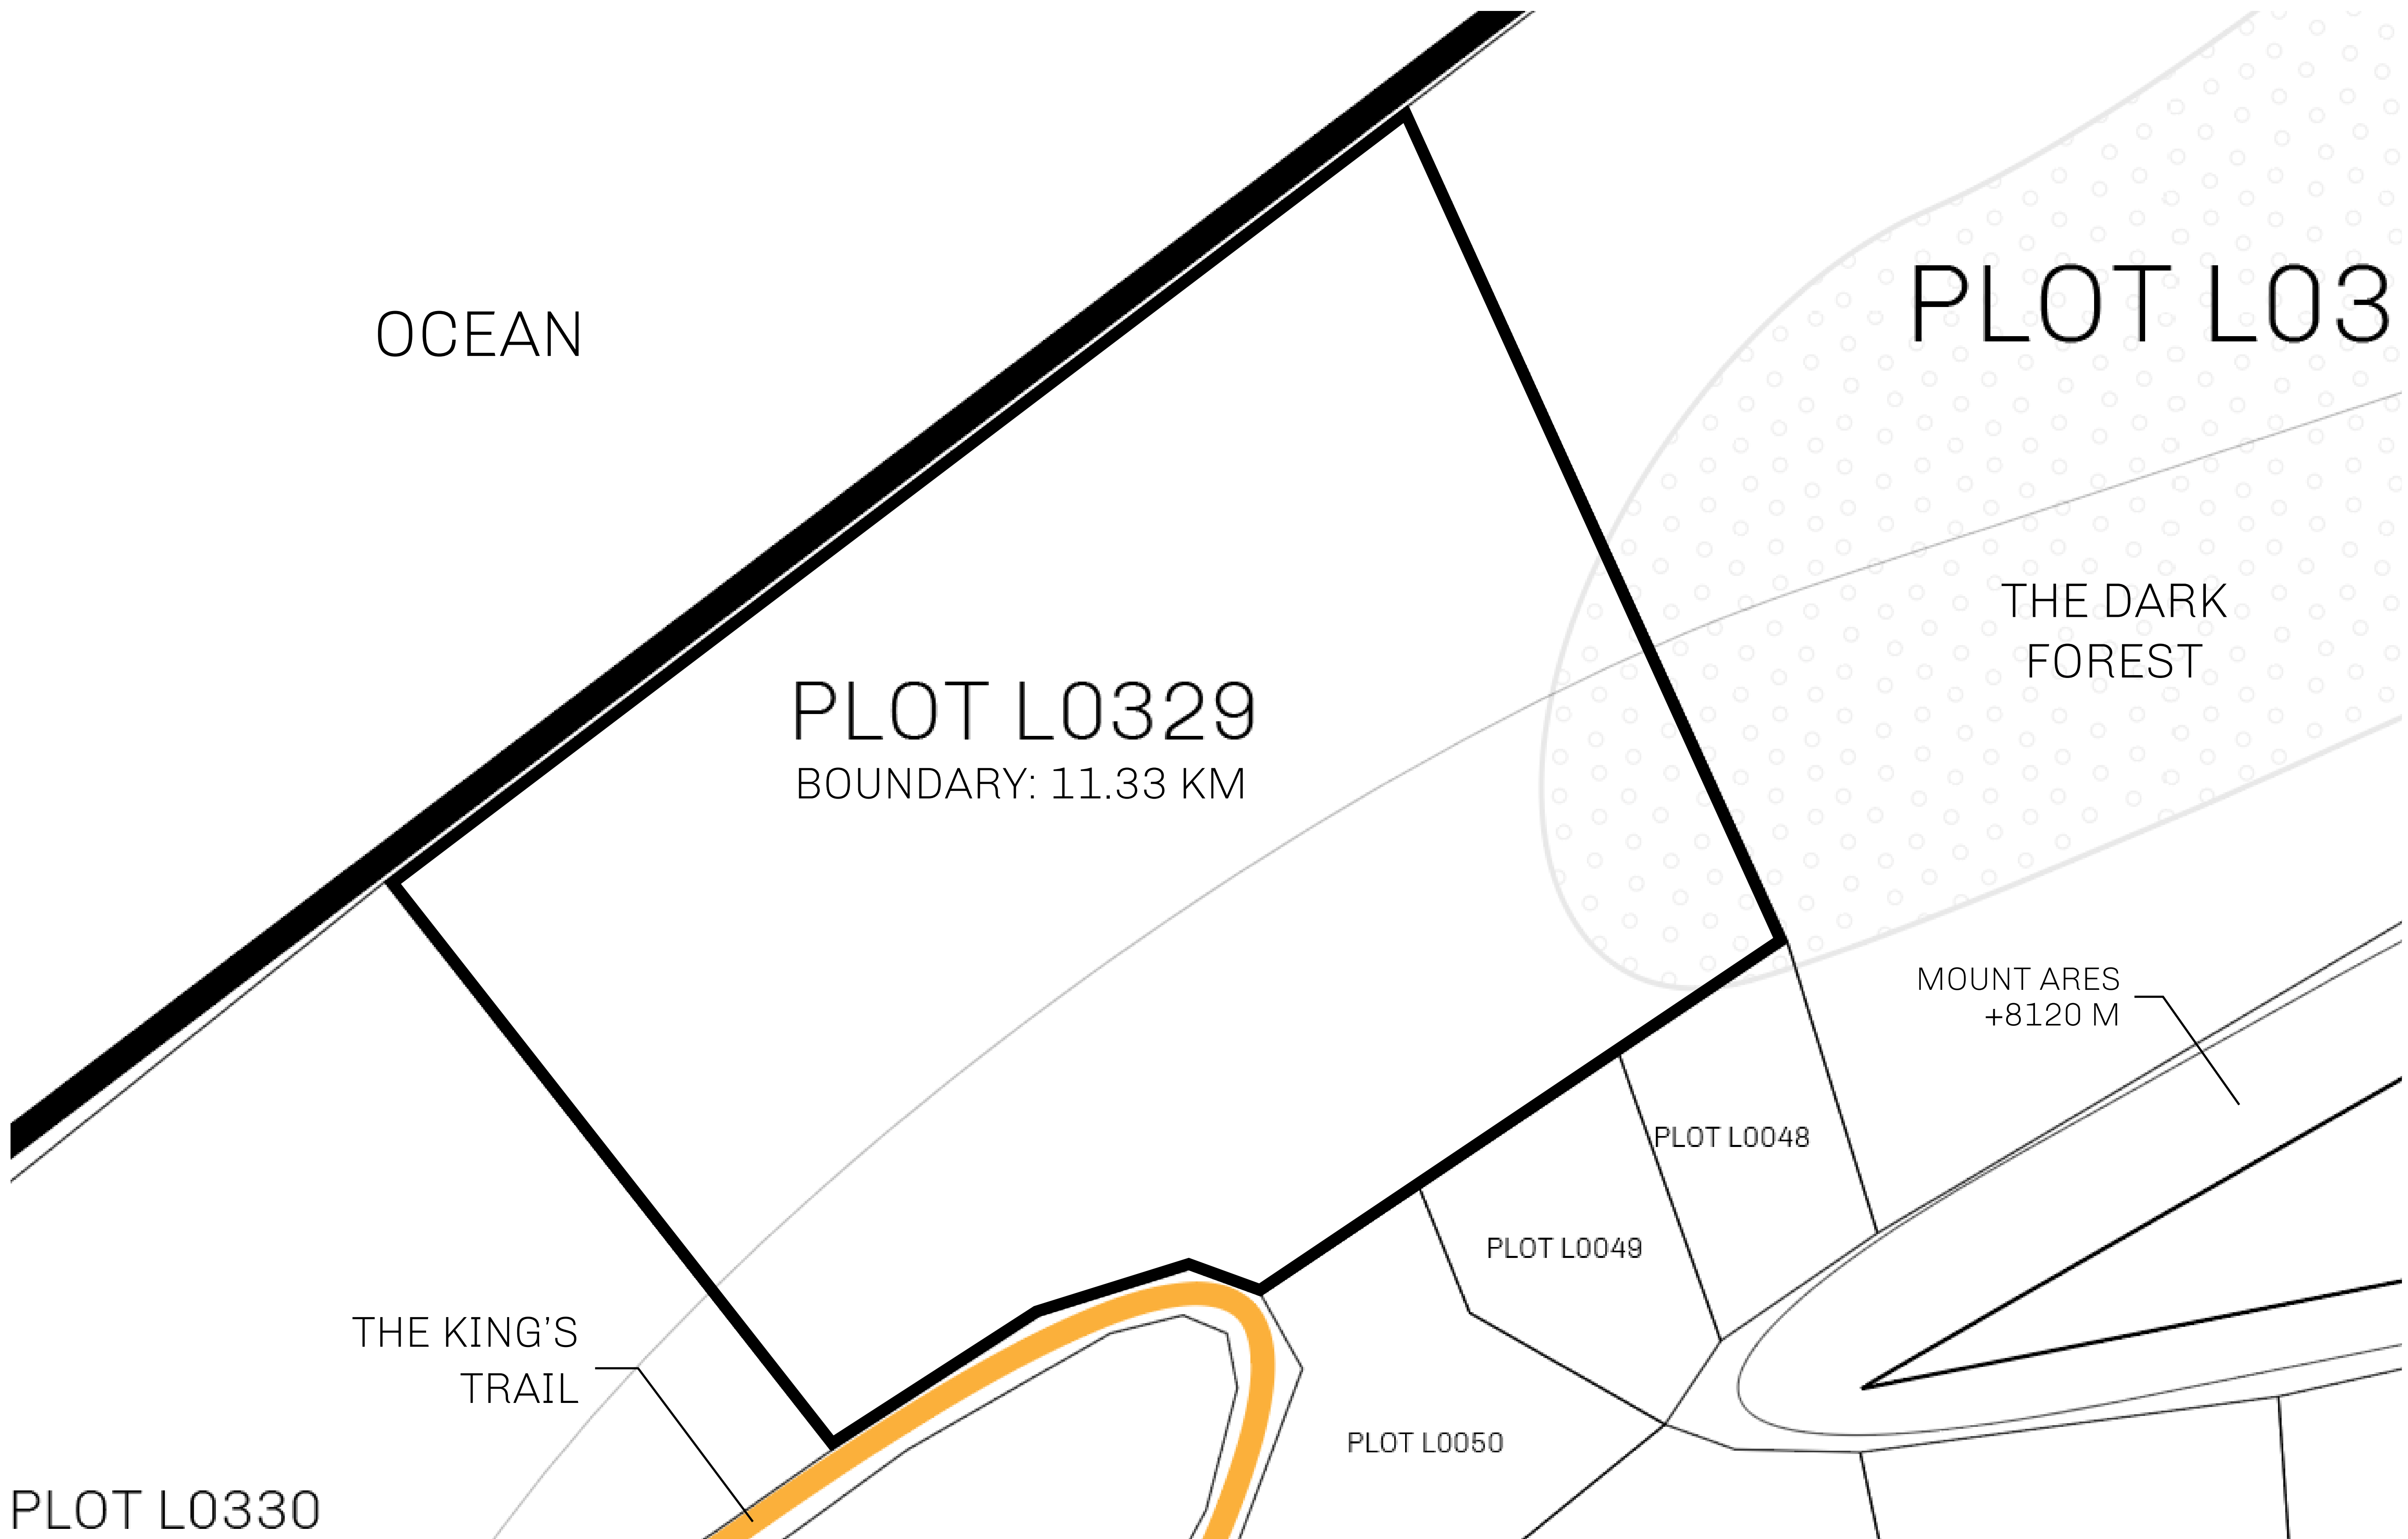 PLOT L03
OCEAN
THE DARK
FOREST
PLOT L0329
BOUNDARY: 11.33 KM
MOUNT ARES
+8120 M
PLOT L0048
PLOT L0049
THE KING'S
TRAIL
PLOT L0050
PLOT L0330